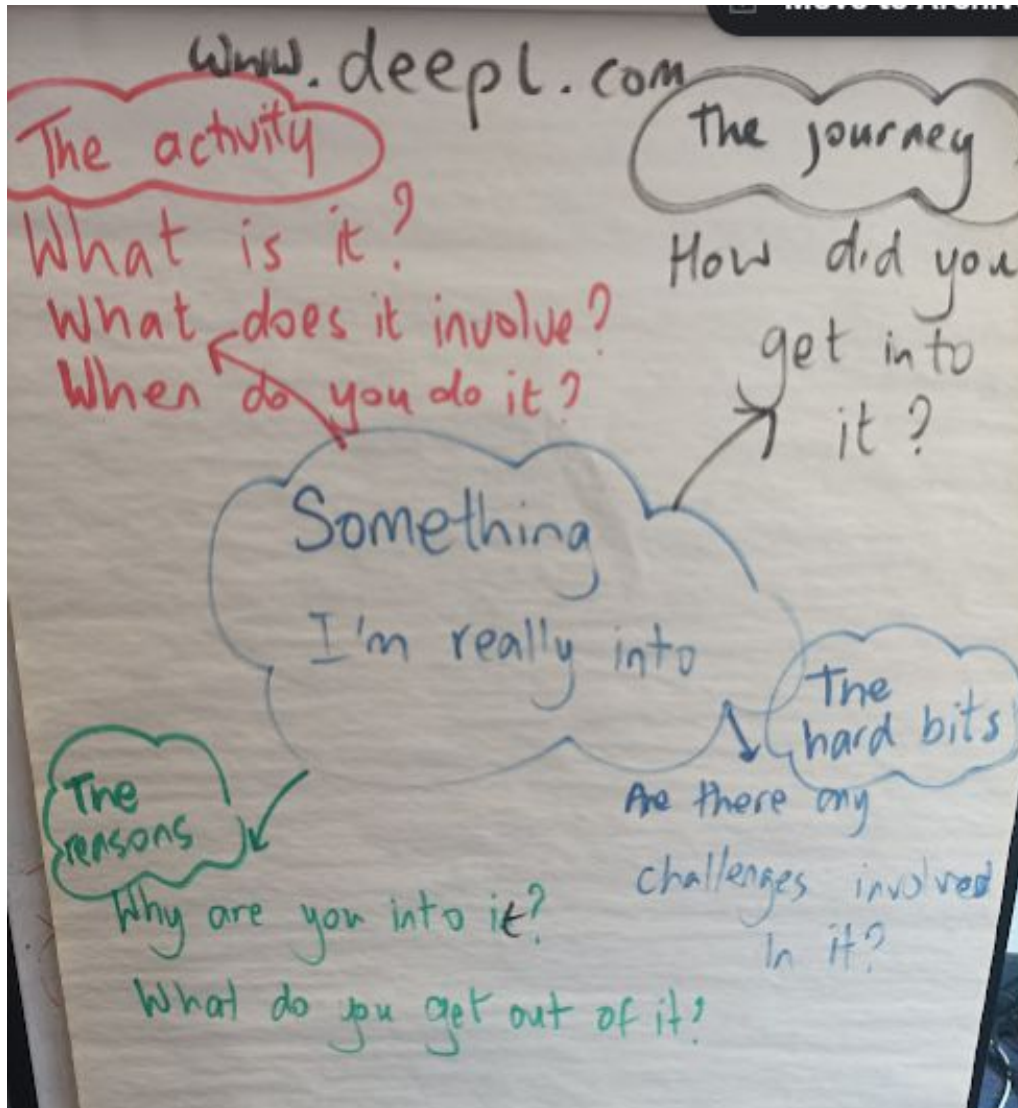 www.deepl.com
The activity
What is it?
What does it involve?
When do you do it?
The journey
How did you
get into
it?
Something
I'm really into
The
hard bits
Are there any
challenges involved
In it?
The
reasons
Why are you into it?
What do you get out of it?